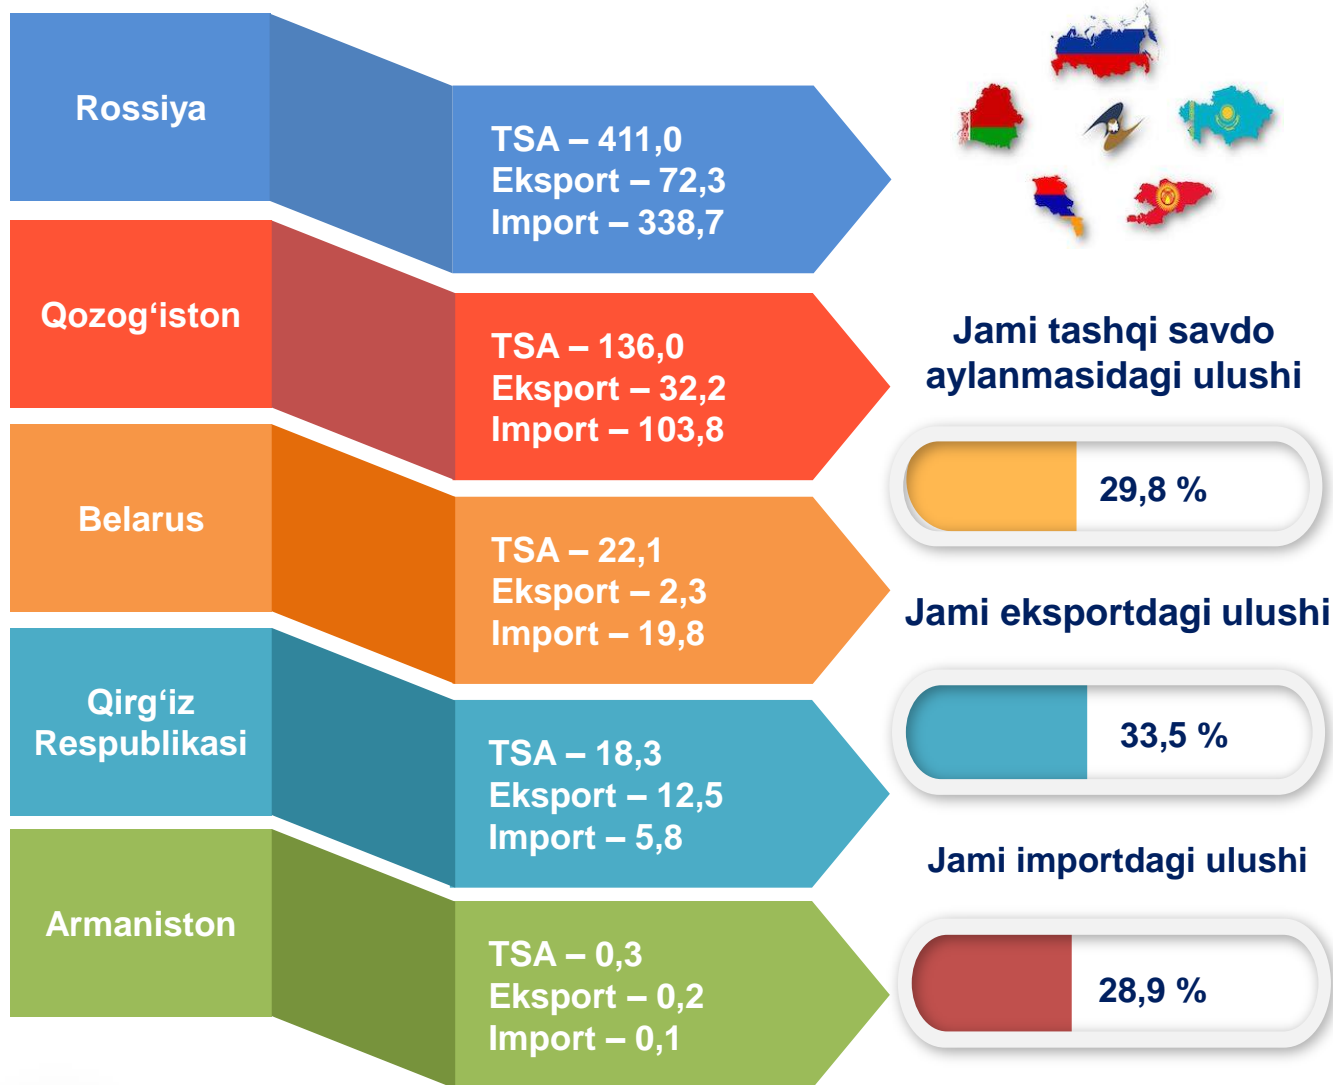 Rossiya
TSA – 411,0
Eksport – 72,3
Import – 338,7
Qozog‘iston
TSA – 136,0
Eksport – 32,2
Import – 103,8
Belarus
TSA – 22,1
Eksport – 2,3
Import – 19,8
Qirg‘iz
Respublikasi
TSA – 18,3
Eksport – 12,5
Import – 5,8
Armaniston
TSA – 0,3
Eksport – 0,2
Import – 0,1
Jami tashqi savdo
aylanmasidagi ulushi
29,8 %
Jami eksportdagi ulushi
33,5 %
Jami importdagi ulushi
28,9 %